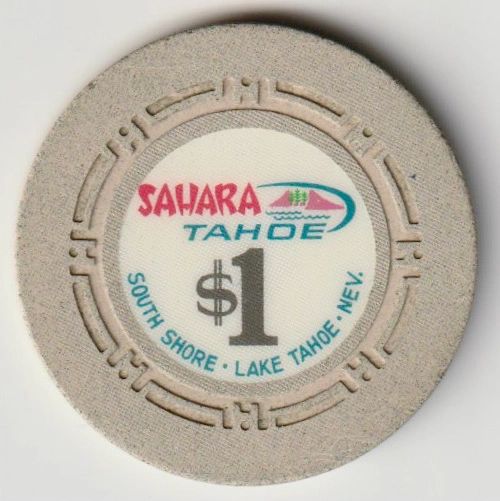 SAHARA
TAHOE
$1
SOUTH SHORE · LAKE TAHOE · NEV.